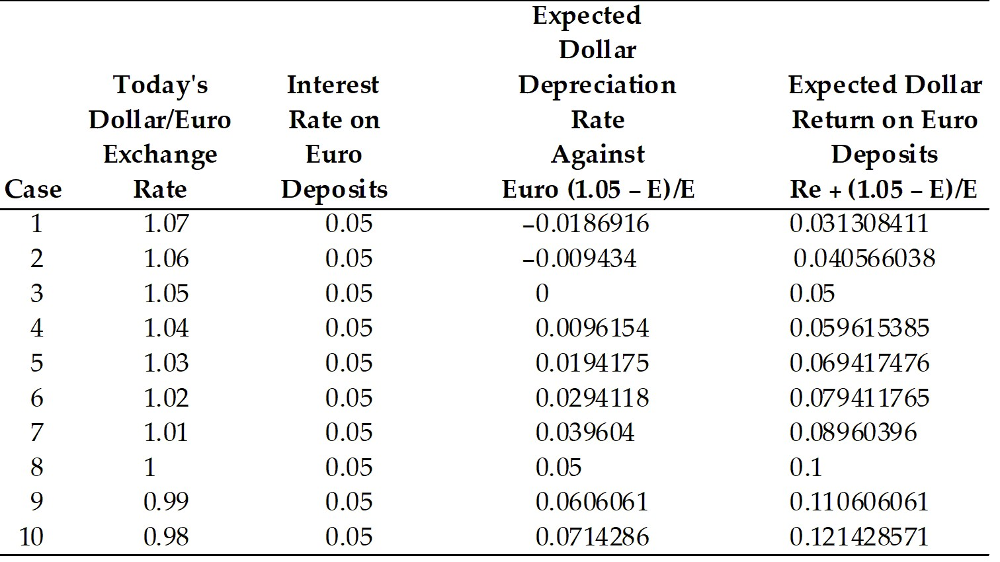 Expected
Dollar
Today's Interest Depreciation Expected Dollar
Dollar/Euro Rate on Rate Return on Euro
Exchange Euro Against Deposits
Case Rate Deposits Euro (1.05 – E)/E Re + (1.05 – E)/E
1 1.07 0.05 –0.0186916 0.031308411
2 1.06 0.05 –0.009434 0.040566038
3 1.05 0.05 0 0.05
4 1.04 0.05 0.0096154 0.059615385
5 1.03 0.05 0.0194175 0.069417476
6 1.02 0.05 0.0294118 0.079411765
7 1.01 0.05 0.039604 0.08960396
8 1 0.05 0.05 0.1
9 0.99 0.05 0.0606061 0.110606061
10 0.98 0.05 0.0714286 0.121428571